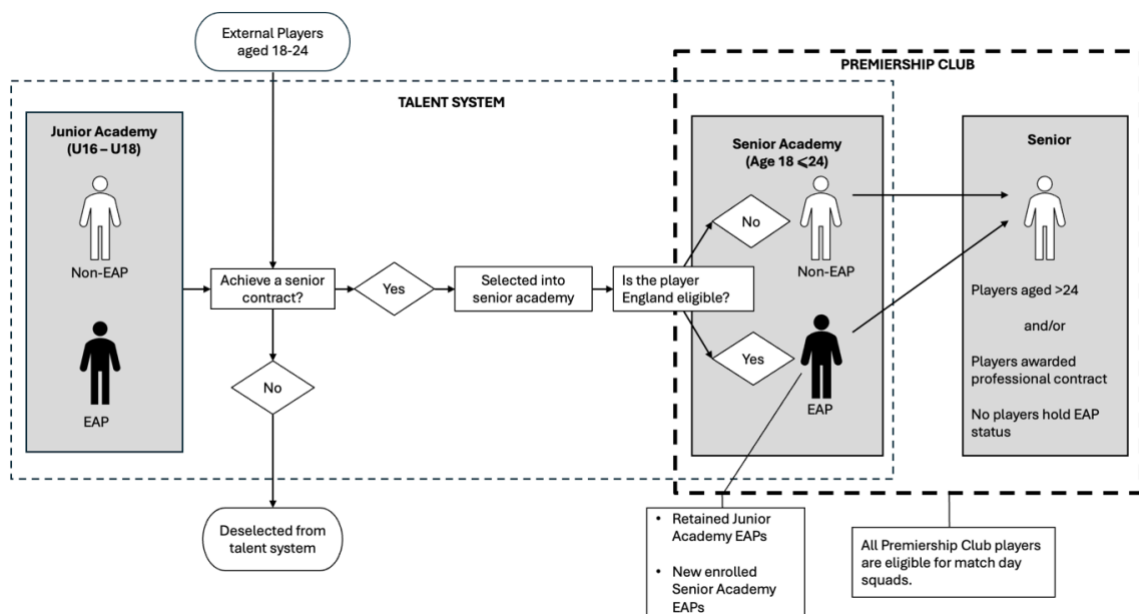 External Players
aged 18-24
PREMIERSHIP CLUB
TALENT SYSTEM
Junior Academy
(U16 – U18)
Non-EAP
EAP
Achieve a senior
contract?
Yes
No
Deselected from
talent system
Selected into
senior academy
Is the player
England eligible?
Senior Academy
(Age 18 ⩽24)
No
Non-EAP
Yes
EAP
Senior
Players aged >24
and/or
Players awarded
professional contract
No players hold EAP
status
• Retained Junior
Academy EAPs
• New enrolled
Senior Academy
EAPs
All Premiership Club players
are eligible for match day
squads.